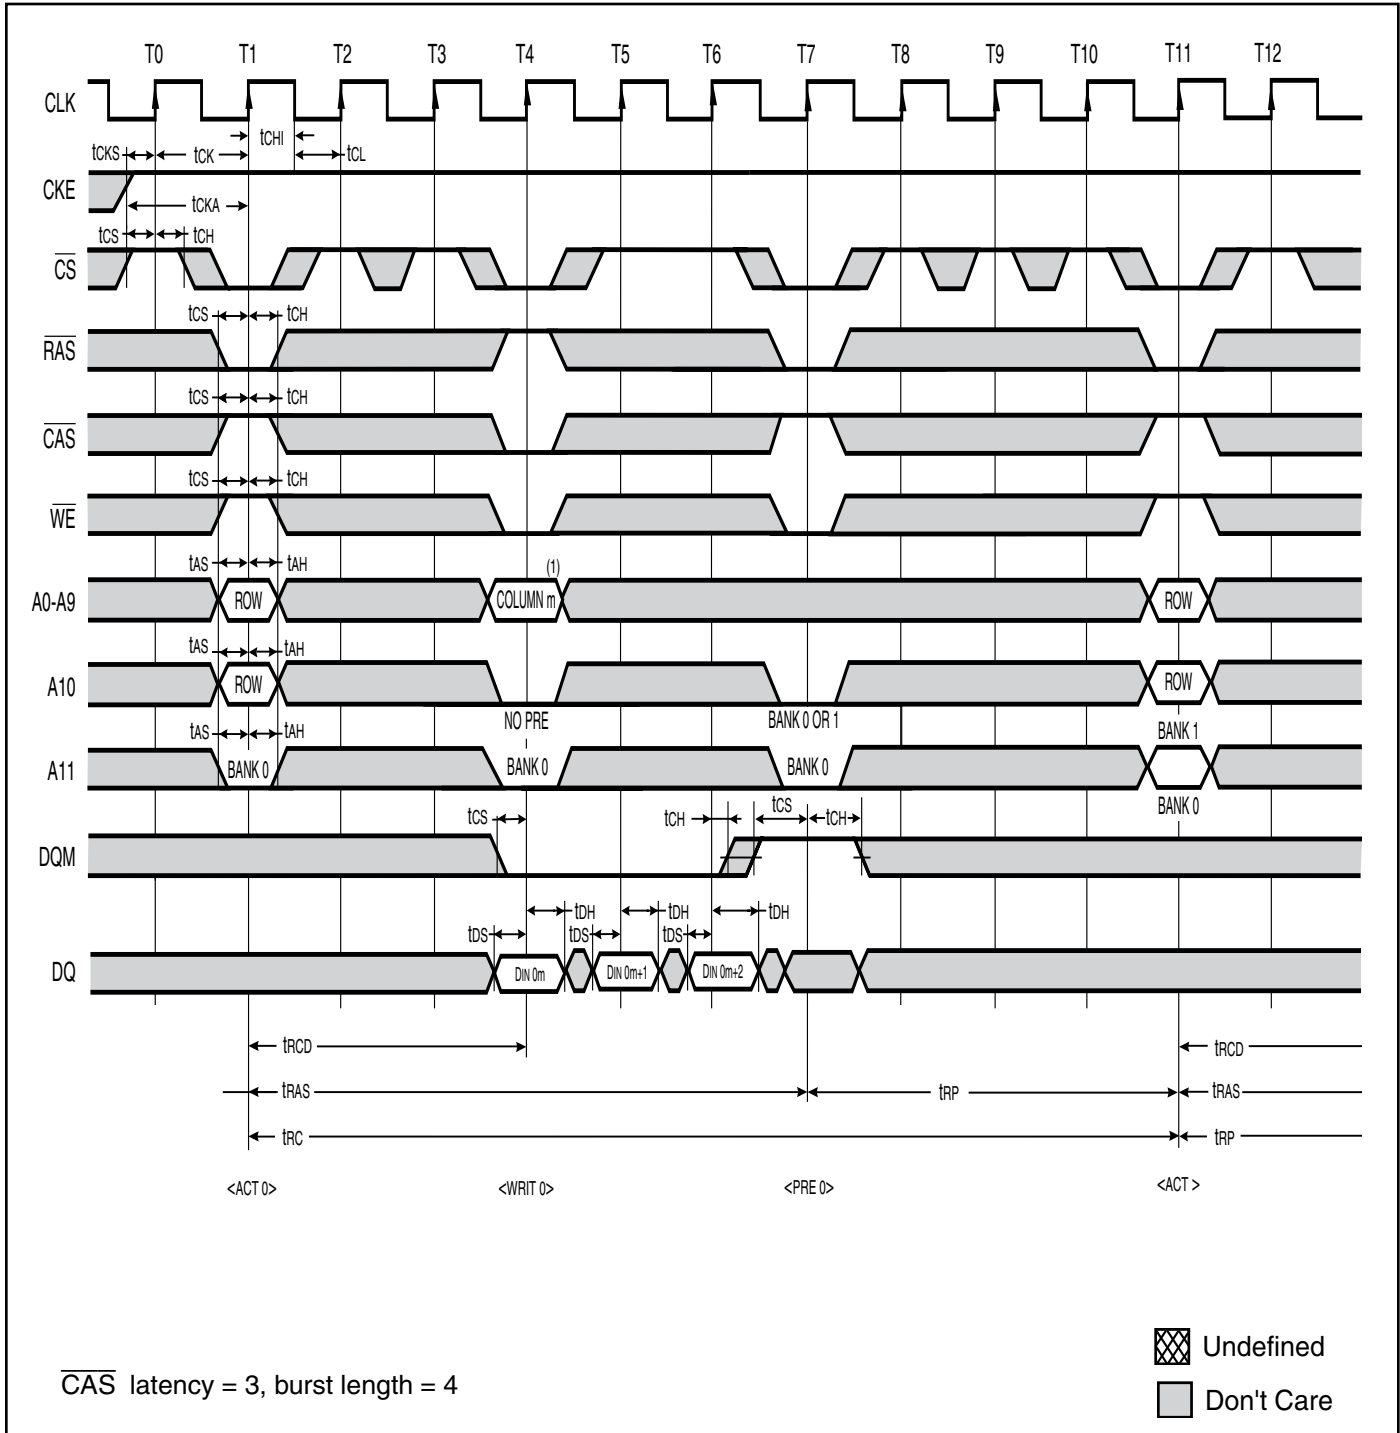 T0 T1 T2 T3 T4 T5 T6 T7 T8 T9 T10 T11 T12
CLK
tCHI
tCKS tCK tCL
CKE
tCKA
tCS tCH
CS
tCS tCH
RAS
tCS tCH
CAS
tCS tCH
WE
tAS tAH (1)
A0-A9 ROW COLUMN m ROW
tAS tAH
A10 ROW ROW
NO PRE BANK 0 OR 1 BANK 1
tAS tAH
A11 BANK 0 BANK 0 BANK 0
BANK 0
tCS tCH tCS tCH
DQM
tDH tDH tDH
tDS tDS tDS
DQ DIN 0m DIN 0m+1 DIN 0m+2
tRCD tRCD
tRAS tRP tRAS
tRC tRP
<ACT 0> <WRIT 0> <PRE 0> <ACT >
Undefined
CAS latency = 3, burst length = 4
Don't Care